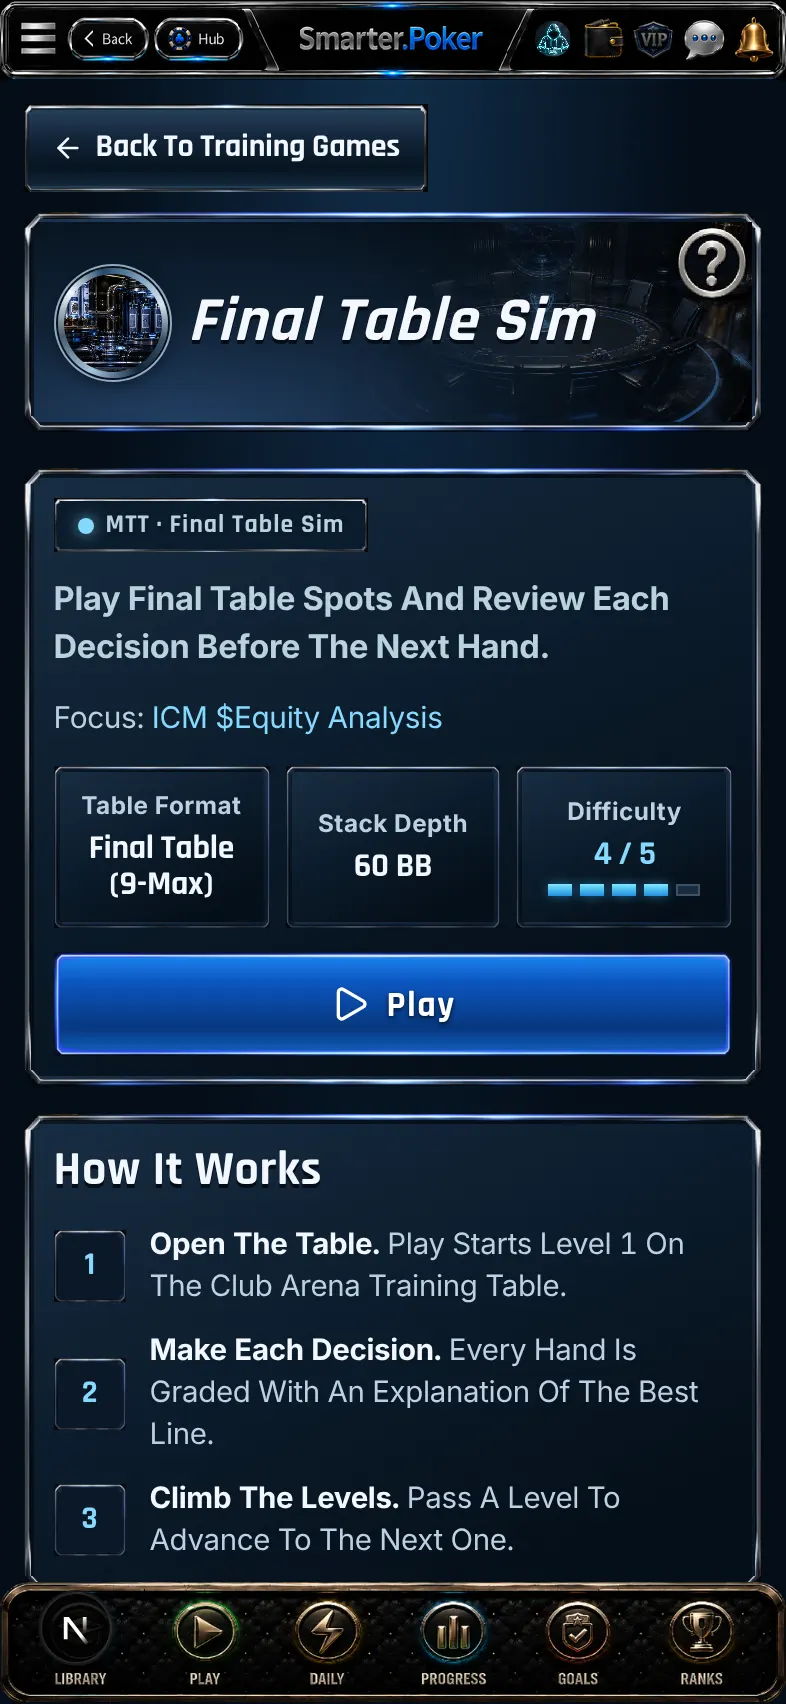 Back
Hub
Smarter.Poker
VIP
Back To Training Games
?
Final Table Sim
MTT · Final Table Sim
Play Final Table Spots And Review Each
Decision Before The Next Hand.
Focus: ICM $Equity Analysis
Table Format
Final Table
(9-Max)
Stack Depth
60 BB
Difficulty
4 / 5
Play
How It Works
1
Open The Table. Play Starts Level 1 On
The Club Arena Training Table.
2
Make Each Decision. Every Hand Is
Graded With An Explanation Of The Best
Line.
3
Climb The Levels. Pass A Level To
Advance To The Next One.
N
LIBRARY
PLAY
DAILY
PROGRESS
GOALS
RANKS